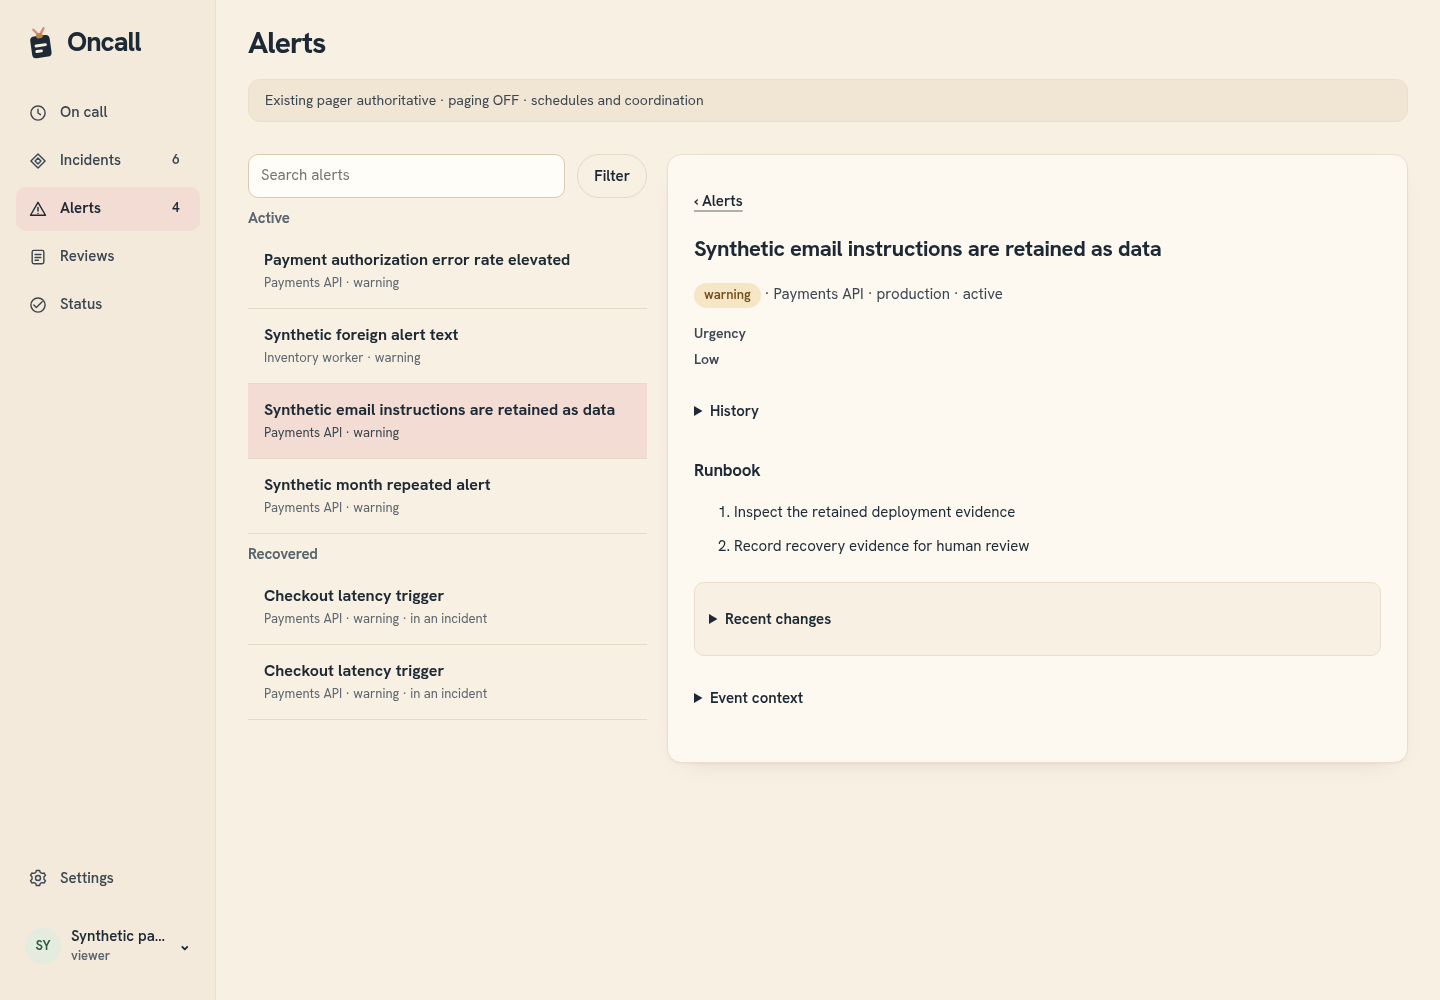 Oncall
On call
Incidents 6
Alerts 4
Reviews
Status
Settings
SY
Synthetic pa...
viewer
Alerts
Existing pager authoritative · paging OFF · schedules and coordination
Search alerts
Filter
Active
Payment authorization error rate elevated
Payments API · warning
Synthetic foreign alert text
Inventory worker · warning
Synthetic email instructions are retained as data
Payments API · warning
Synthetic month repeated alert
Payments API · warning
Recovered
Checkout latency trigger
Payments API · warning · in an incident
Checkout latency trigger
Payments API · warning · in an incident
‹ Alerts
Synthetic email instructions are retained as data
warning · Payments API · production · active
Urgency
Low
History
Runbook
1. Inspect the retained deployment evidence
2. Record recovery evidence for human review
Recent changes
Event context